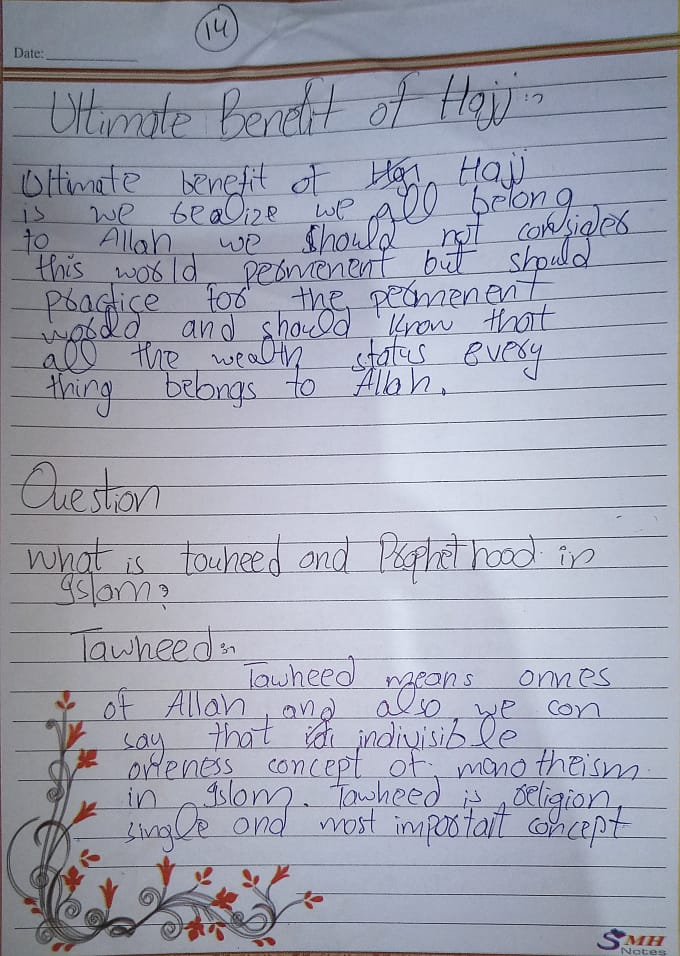 14
Date:
Ultimate Benefit of Hajj:-
Ultimate benefit of Hajj
is we realize we all belong
to Allah we should not consider
this world permenent but should
practice for the permenent
world and should know that
all the wealth status every
thing belongs to Allah.
Question
What is touheed and Prophet hood in
Islam?
Tawheed:-
Tawheed means onnes
of Allah and also we can
say that indivisible
oneness concept of monotheism
in Islam. Tawheed is religion,
single and most importart concept
SMH
Notes